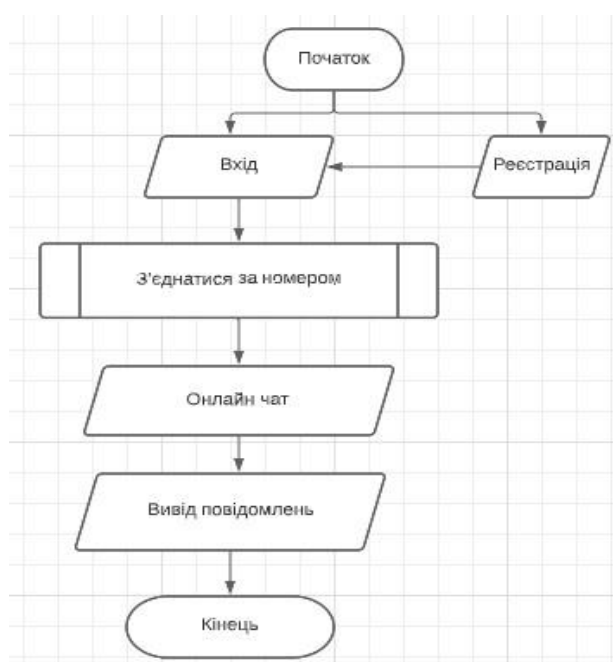 Початок
Вхід
Реєстрація
З'єднатися за номером
Онлайн чат
Вивід повідомлень
Кінець